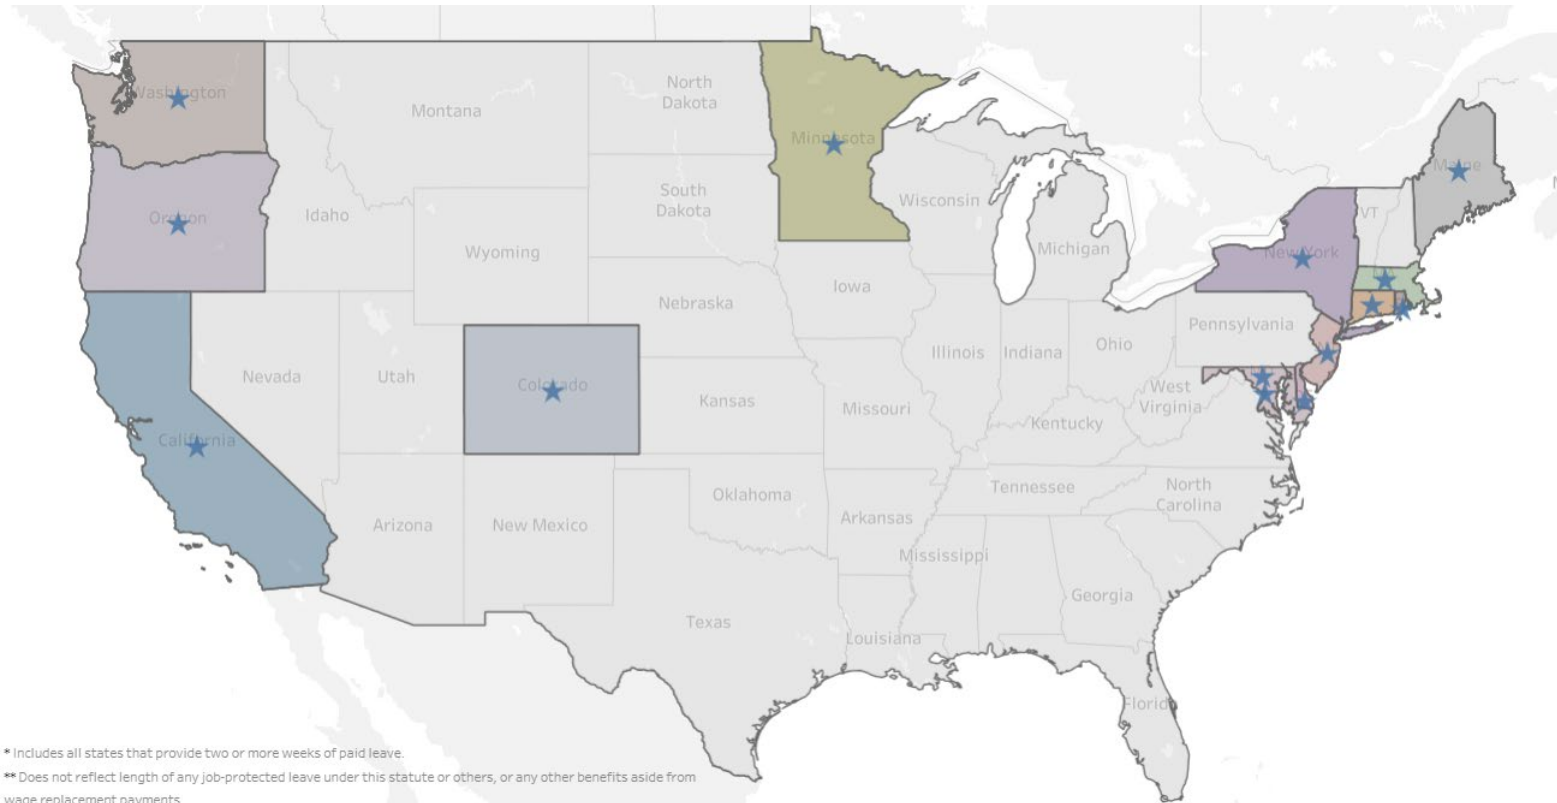 Washington
Montana
North
Dakota
Minnesota
Maine
Oregon
Idaho
South
Dakota
Wisconsin
VT
Wyoming
Michigan
New York
Iowa
Nebraska
Pennsylvania
Nevada
Utah
Colorado
Illinois
Indiana
Ohio
Kansas
Missouri
West
Virginia
California
Kentucky
Oklahoma
Tennessee
North
Carolina
Arizona
New Mexico
Arkansas
Mississippi
Georgia
Texas
Louisiana
Florida
* Includes all states that provide two or more weeks of paid leave.
** Does not reflect length of any job-protected leave under this statute or others, or any other benefits aside from
wage replacement payments